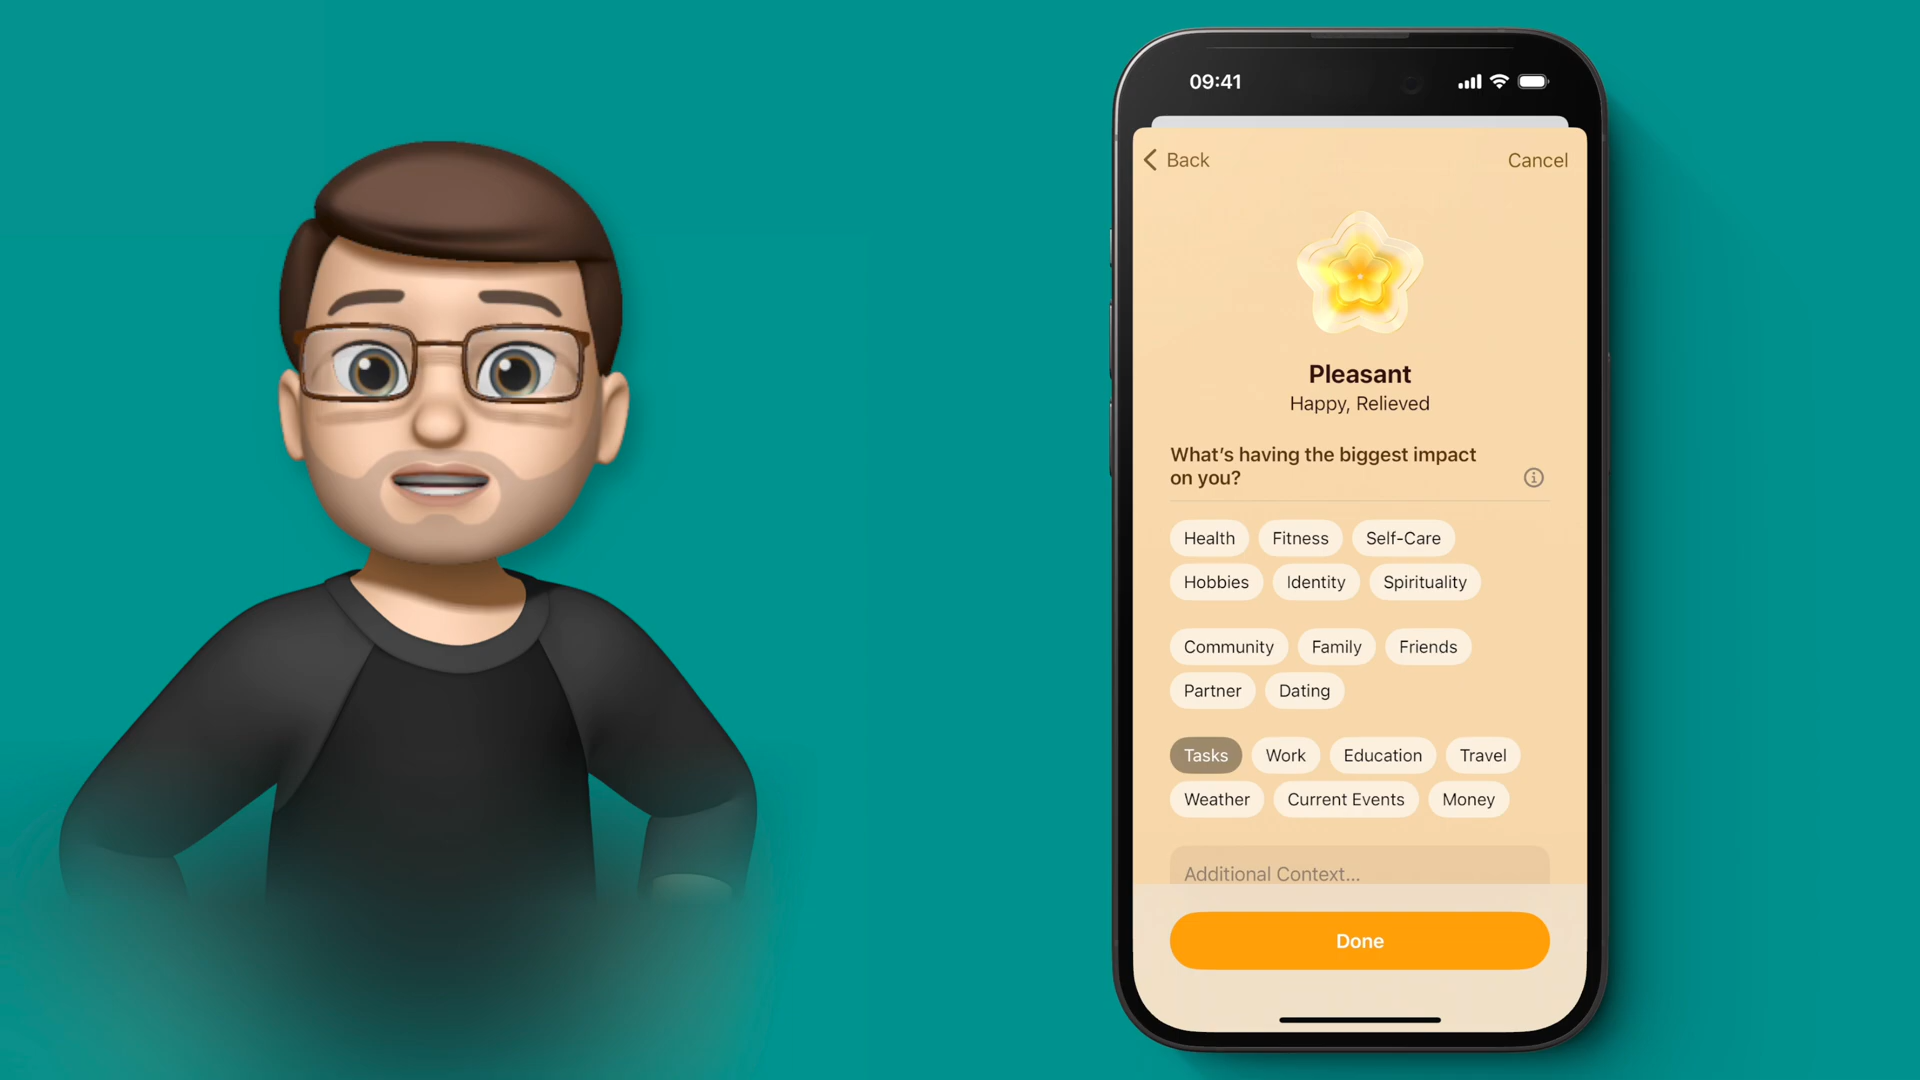 09:41
Back
Cancel
Pleasant
Happy, Relieved
What's having the biggest impact
on you?
Health Fitness Self-Care
Hobbies Identity Spirituality
Community Family Friends
Partner Dating
Tasks Work Education Travel
Weather Current Events Money
Additional Context...
Done